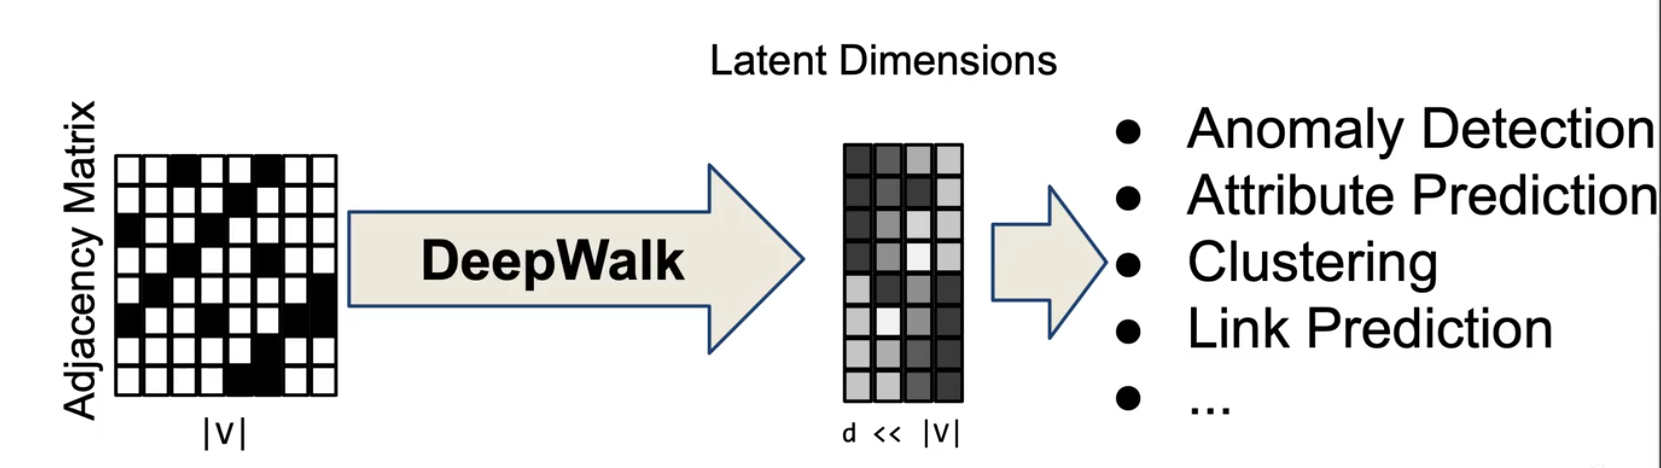 Latent Dimensions
Adjacency Matrix
DeepWalk
|V|
d << |V|
● Anomaly Detection
● Attribute Prediction
● Clustering
● Link Prediction
● ...